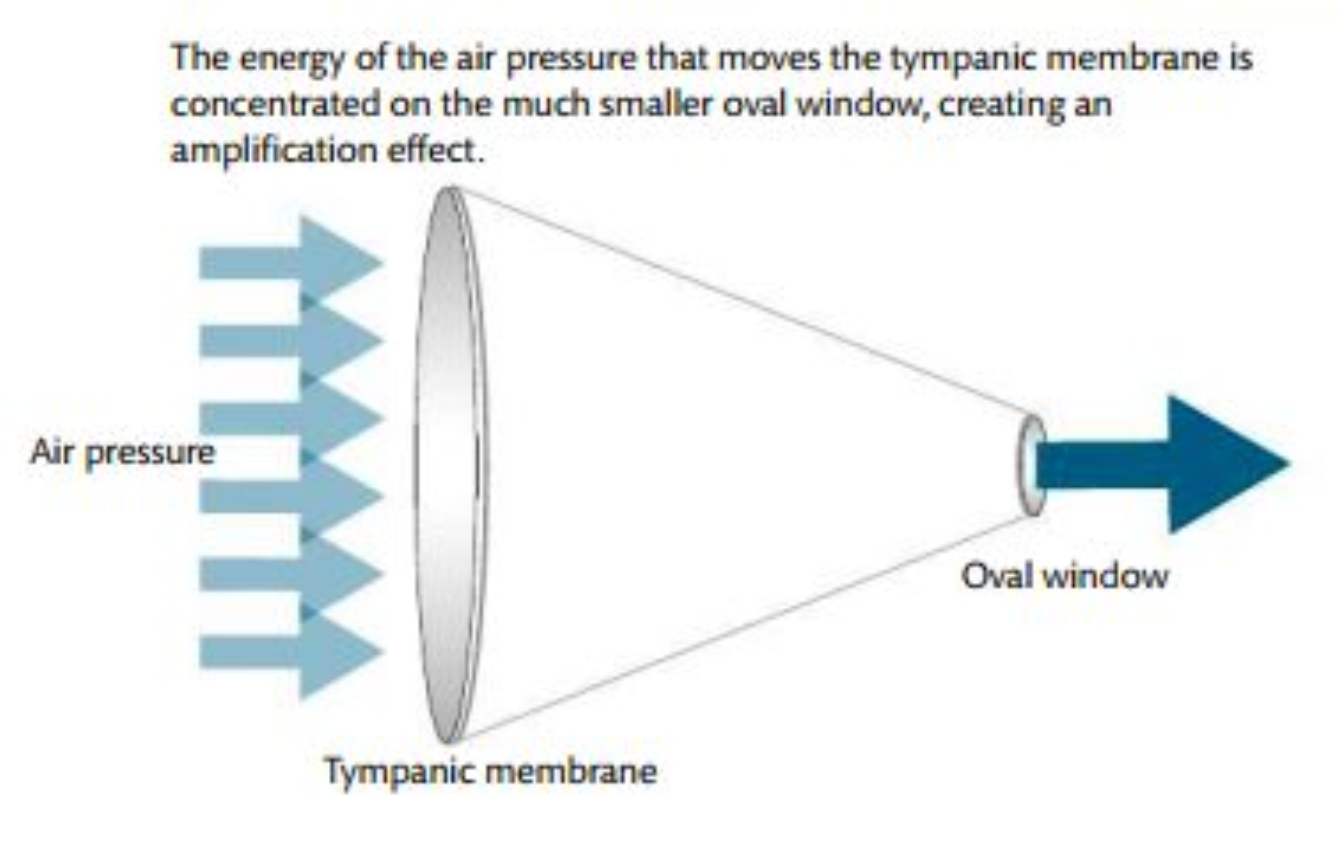 The energy of the air pressure that moves the tympanic membrane is
concentrated on the much smaller oval window, creating an
amplification effect.
Air pressure
Oval window
Tympanic membrane